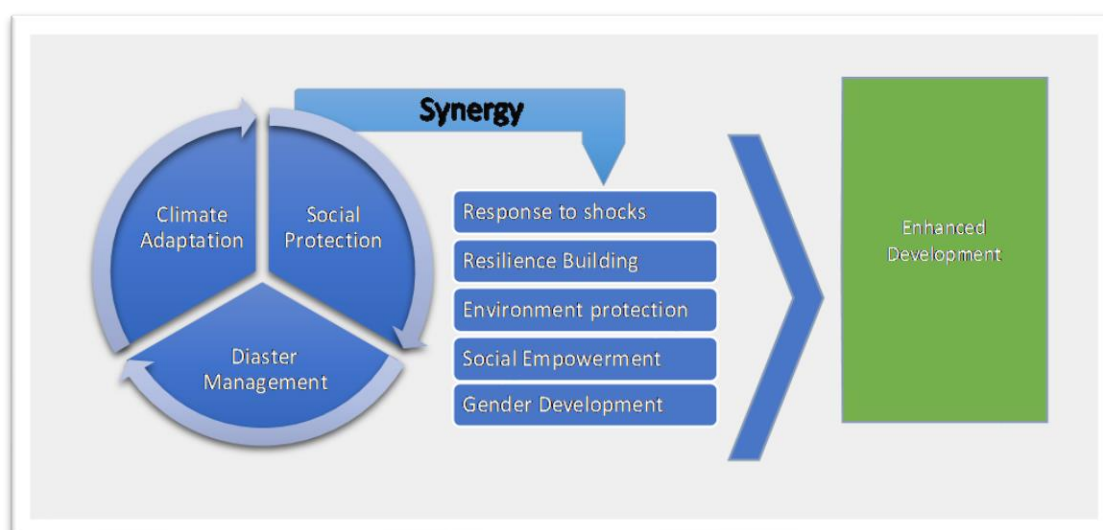 Synergy
Climate
Adaptation
Social
Protection
Diaster
Management
Response to shocks
Resilience Building
Environment protection
Social Empowerment
Gender Development
Enhanced
Development